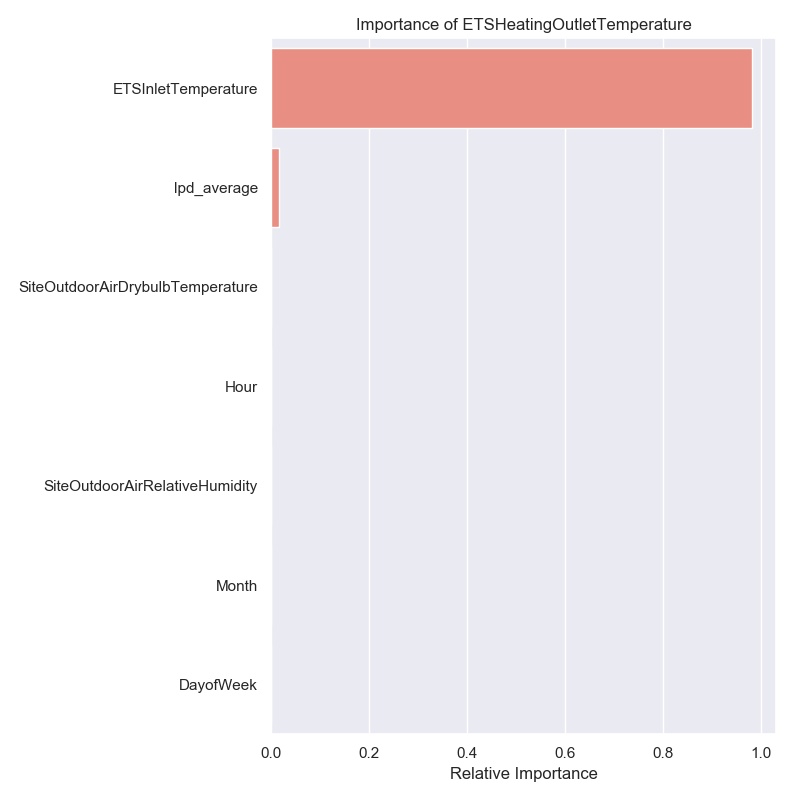 Importance of ETSHeatingOutletTemperature
ETSInletTemperature
lpd_average
SiteOutdoorAirDrybulbTemperature
Hour
SiteOutdoorAirRelativeHumidity
Month
DayofWeek
0.0 0.2 0.4 0.6 0.8 1.0
Relative Importance